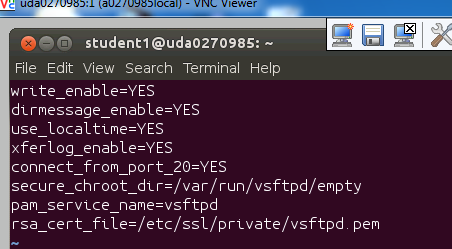 uda0270985:1 (a0270985local) - VNC Viewer
student1@uda0270985: ~
File Edit View Search Terminal Help
write_enable=YES
dirmessage_enable=YES
use_localtime=YES
xferlog_enable=YES
connect_from_port_20=YES
secure_chroot_dir=/var/run/vsftpd/empty
pam_service_name=vsftpd
rsa_cert_file=/etc/ssl/private/vsftpd.pem
~